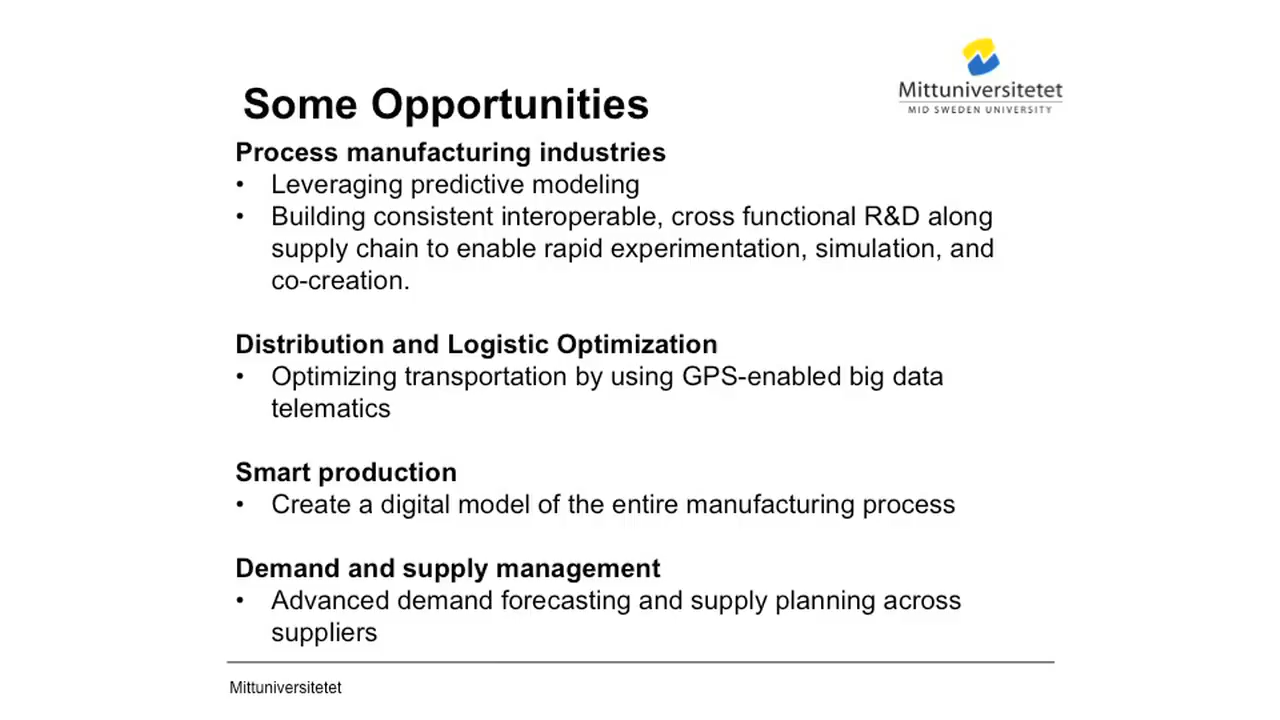 Mittuniversitetet
MID SWEDEN UNIVERSITY
Some Opportunities
Process manufacturing industries
• Leveraging predictive modeling
• Building consistent interoperable, cross functional R&D along
supply chain to enable rapid experimentation, simulation, and
co-creation.
Distribution and Logistic Optimization
• Optimizing transportation by using GPS-enabled big data
telematics
Smart production
• Create a digital model of the entire manufacturing process
Demand and supply management
• Advanced demand forecasting and supply planning across
suppliers
Mittuniversitetet